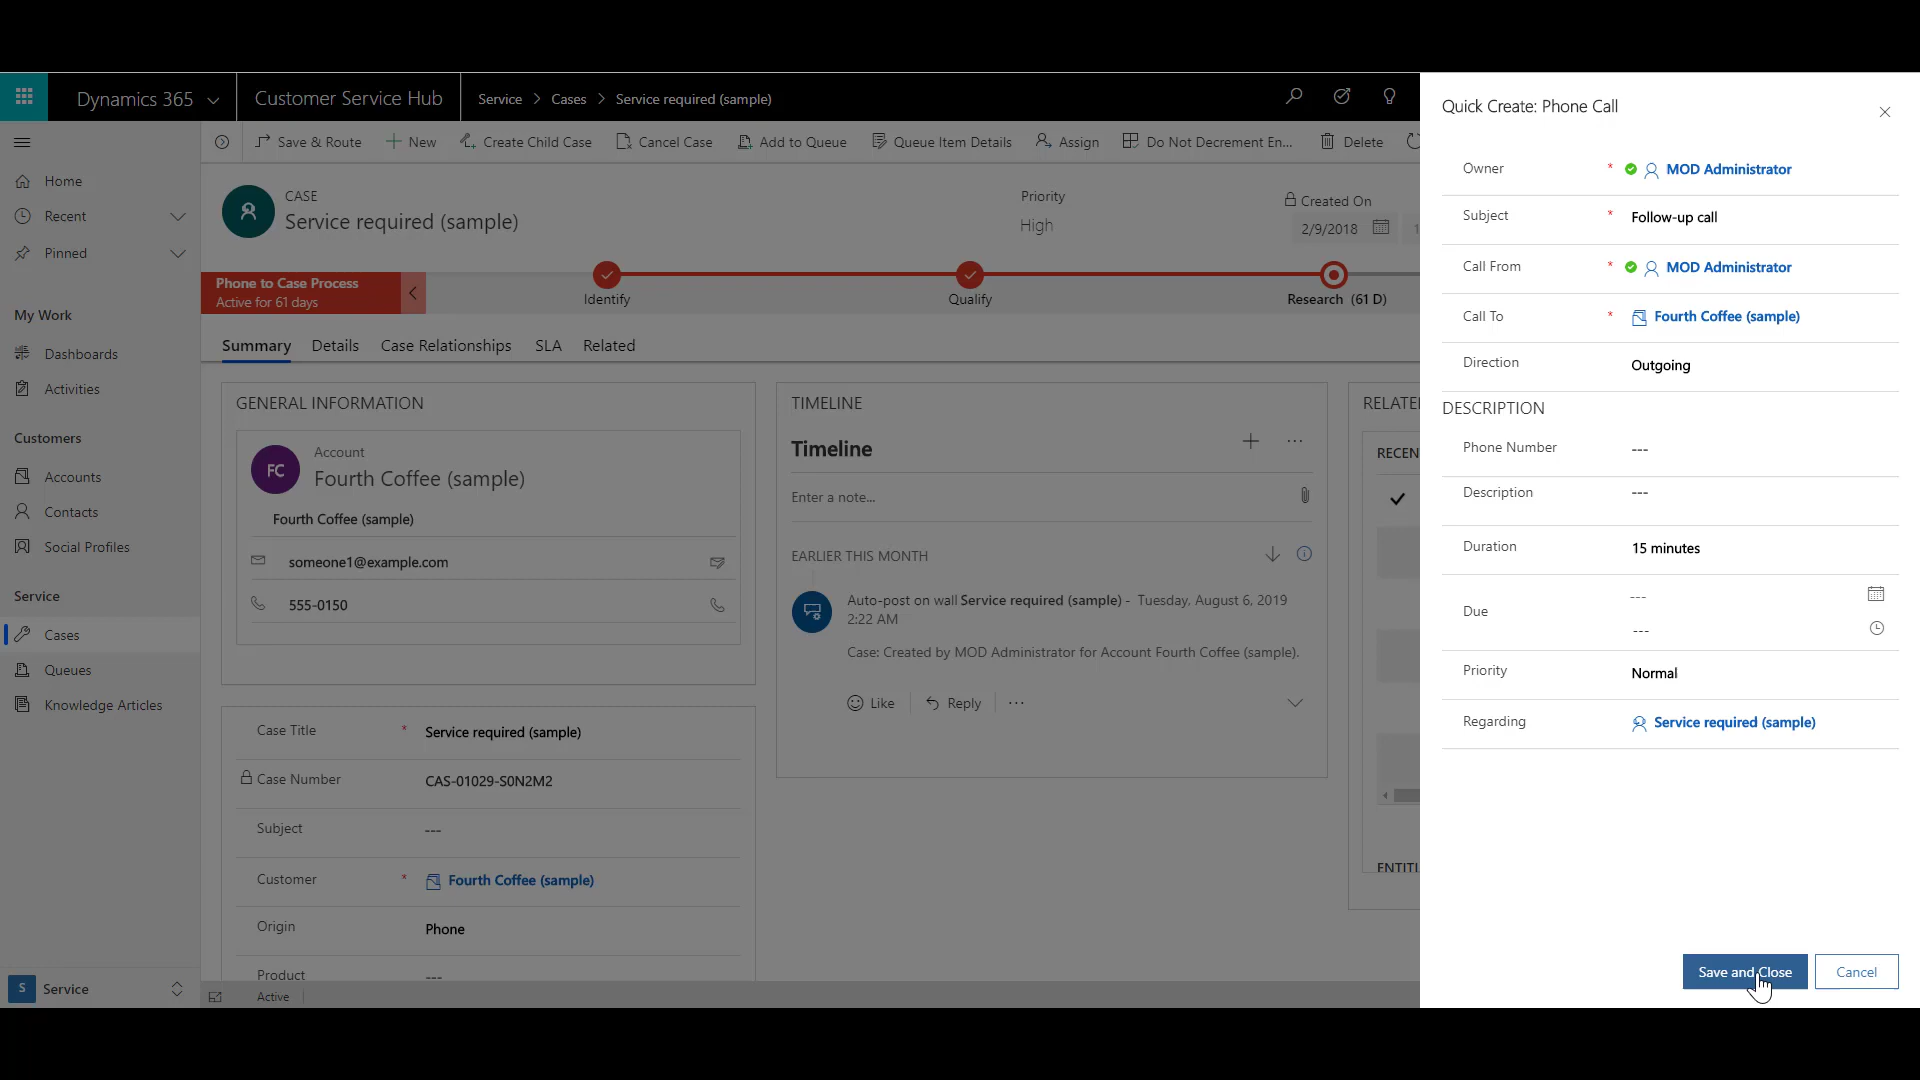 Dynamics 365
Customer Service Hub
Service > Cases > Service required (sample)
Save & Route
New
Create Child Case
Cancel Case
Add to Queue
Queue Item Details
Assign
Do Not Decrement En...
Delete
Home
Recent
Pinned
My Work
Dashboards
Activities
Customers
Accounts
Contacts
Social Profiles
Service
Cases
Queues
Knowledge Articles
S Service
CASE
Service required (sample)
Priority
High
Created On
2/9/2018
Phone to Case Process
Active for 61 days
Identify
Qualify
Research (61 D)
Summary
Details
Case Relationships
SLA
Related
GENERAL INFORMATION
FC
Account
Fourth Coffee (sample)
Fourth Coffee (sample)
someone1@example.com
555-0150
Case Title * Service required (sample)
Case Number CAS-01029-S0N2M2
Subject ---
Customer * Fourth Coffee (sample)
Origin Phone
Product ---
Active
TIMELINE
Timeline
Enter a note...
EARLIER THIS MONTH
Auto-post on wall Service required (sample) - Tuesday, August 6, 2019
2:22 AM
Case: Created by MOD Administrator for Account Fourth Coffee (sample).
Like
Reply
RELATE
RECEN
ENTITL
Quick Create: Phone Call
Owner * MOD Administrator
Subject * Follow-up call
Call From * MOD Administrator
Call To * Fourth Coffee (sample)
Direction Outgoing
DESCRIPTION
Phone Number ---
Description ---
Duration 15 minutes
Due ---
---
Priority Normal
Regarding Service required (sample)
Save and Close
Cancel